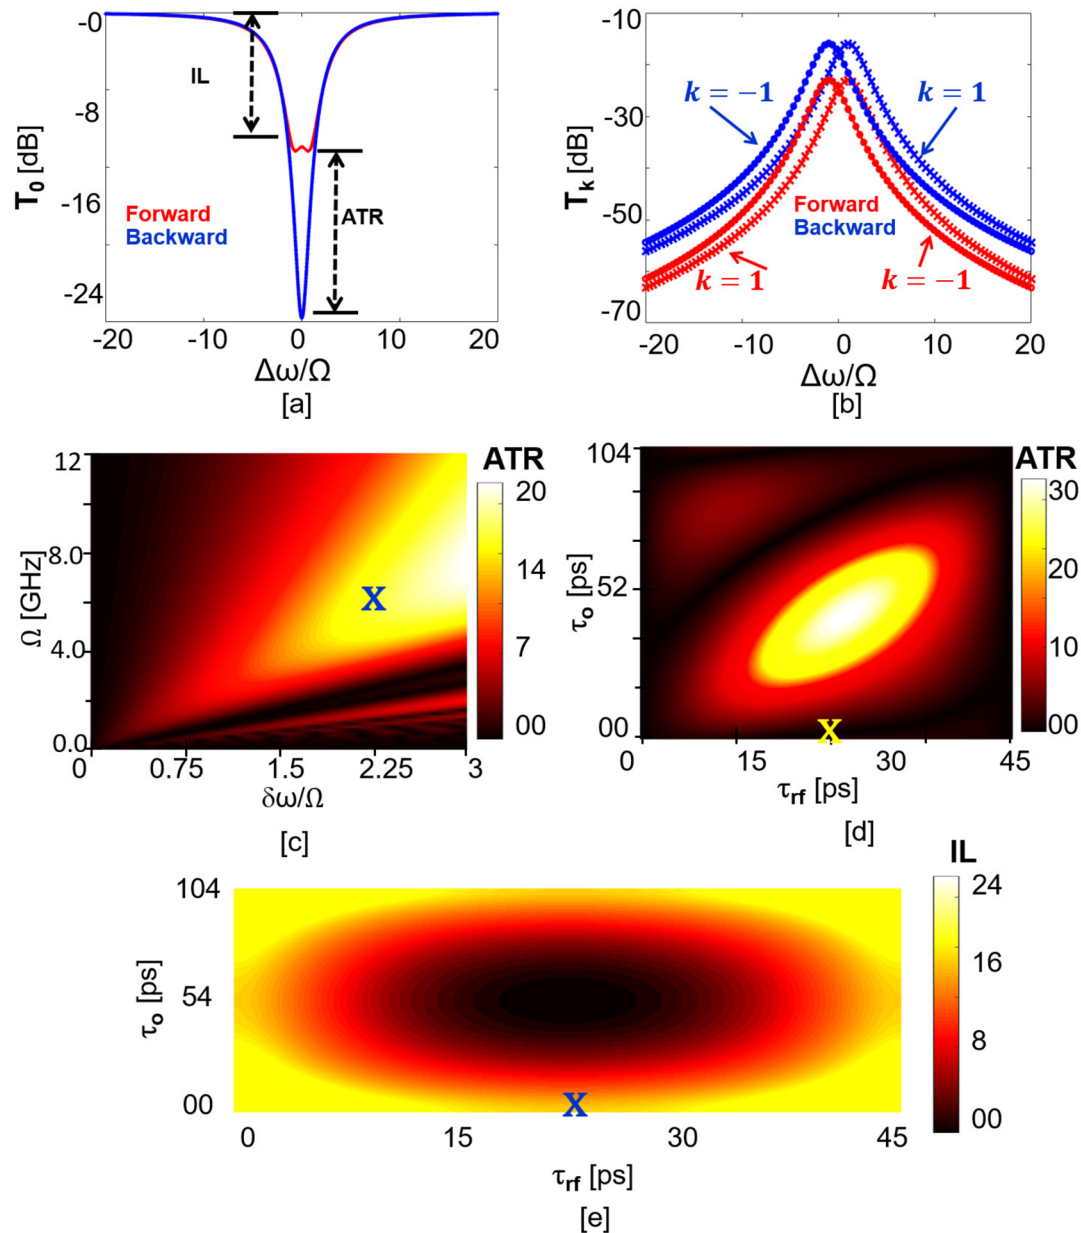 -0
-8
-16
-24
T₀ [dB]
IL
ATR
Forward
Backward
-20 -10 0 10 20
Δω/Ω
[a]
-10
-30
-50
-70
Tₖ [dB]
k = −1
k = 1
Forward
Backward
k = 1
k = −1
-20 -10 0 10 20
Δω/Ω
[b]
12
8.0
4.0
0.0
Ω [GHz]
X
0 0.75 1.5 2.25 3
δω/Ω
[c]
ATR
20
14
7
00
104
52
00
τₒ [ps]
X
0 15 30 45
τrf [ps]
[d]
ATR
30
20
10
00
104
54
00
τₒ [ps]
X
0 15 30 45
τrf [ps]
[e]
IL
24
16
8
00